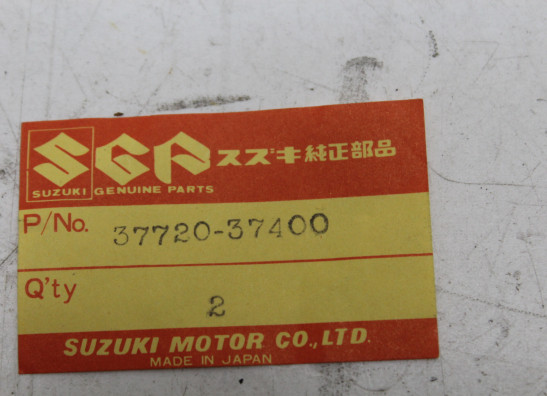 SGP スズキ純正部品
SUZUKI GENUINE PARTS
P/No. 37720-37400
Q'ty 2
SUZUKI MOTOR CO.,LTD.
MADE IN JAPAN